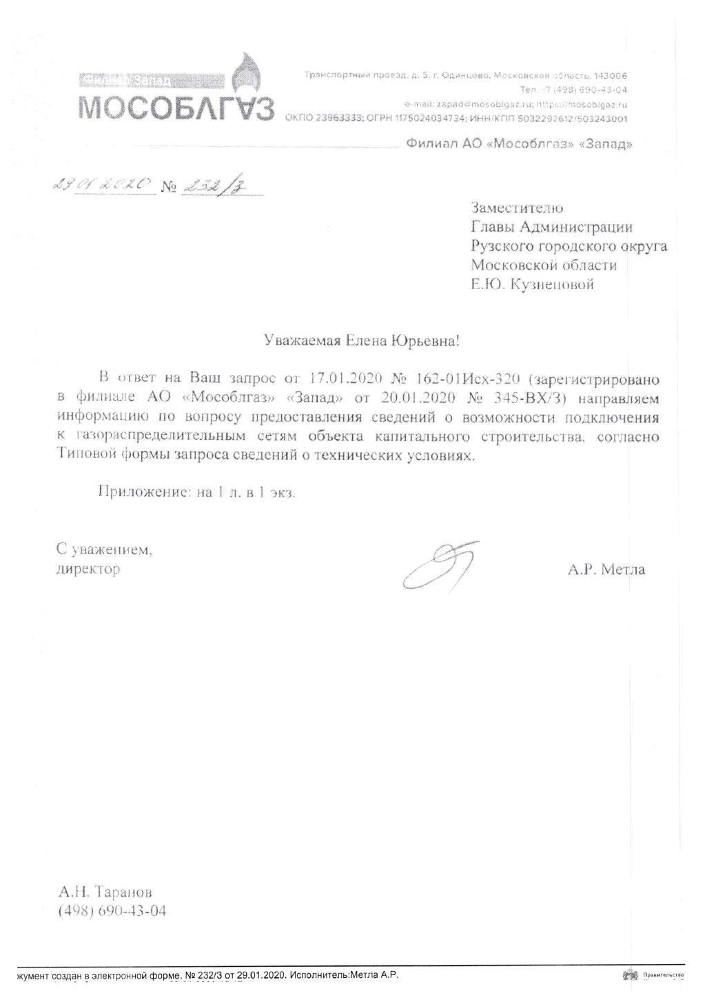 Филиал Запад
МОСОБЛГАЗ
Транспортный проезд, д. 5, г. Одинцово, Московская область, 143006
Тел. +7 (498) 690-43-04
e-mail: zapad@mosoblgaz.ru; https://mosoblgaz.ru
ОКПО 23963333; ОГРН 1175024034734; ИНН/КПП 5032292612/503243001
Филиал АО «Мособлгаз» «Запад»
29.01.2020 № 232/З
Заместителю
Главы Администрации
Рузского городского округа
Московской области
Е.Ю. Кузнецовой
Уважаемая Елена Юрьевна!
В ответ на Ваш запрос от 17.01.2020 № 162-01Исх-320 (зарегистрировано
в филиале АО «Мособлгаз» «Запад» от 20.01.2020 № 345-ВХ/З) направляем
информацию по вопросу предоставления сведений о возможности подключения
к газораспределительным сетям объекта капитального строительства, согласно
Типовой формы запроса сведений о технических условиях.
Приложение: на 1 л. в 1 экз.
С уважением,
директор
А.Р. Метла
А.Н. Таранов
(498) 690-43-04
окумент создан в электронной форме. № 232/З от 29.01.2020. Исполнитель:Метла А.Р.
Правительство